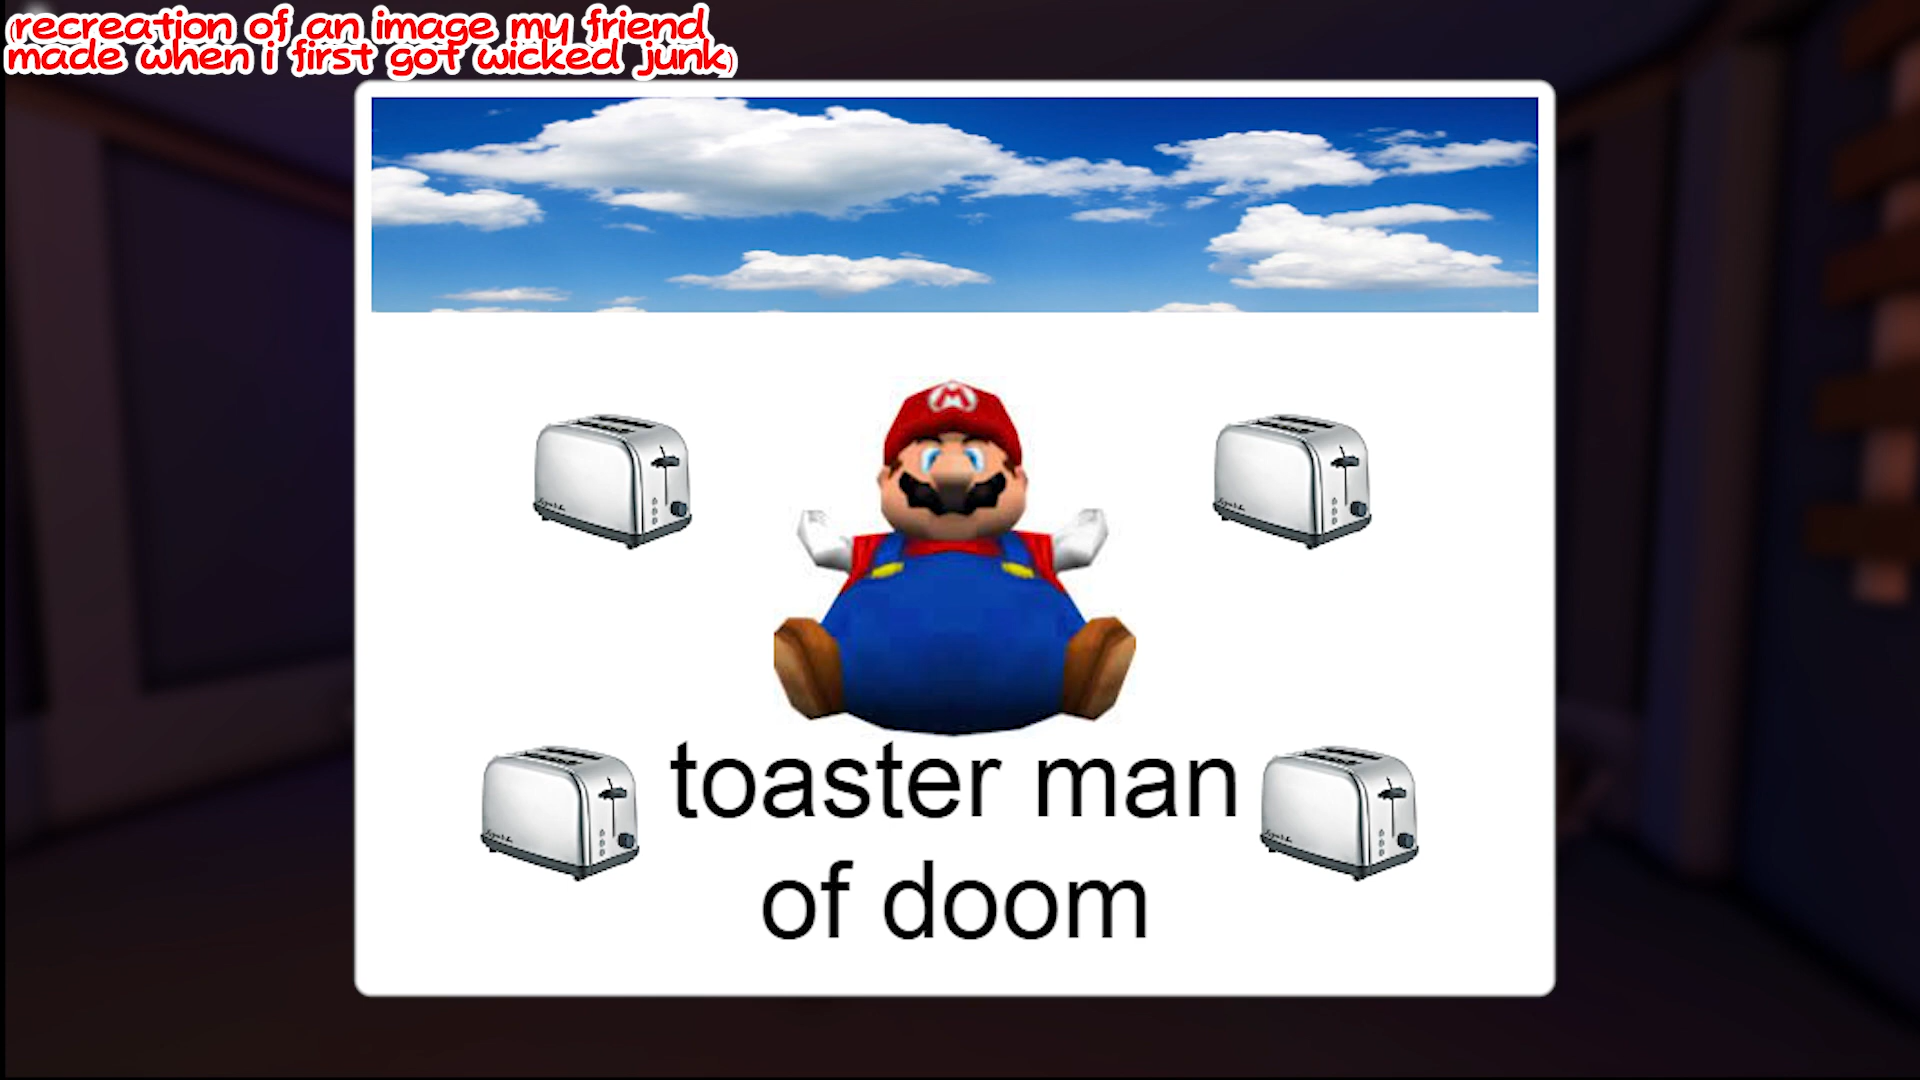 (recreation of an image my friend
made when i first got wicked junk)
M
toaster man
of doom